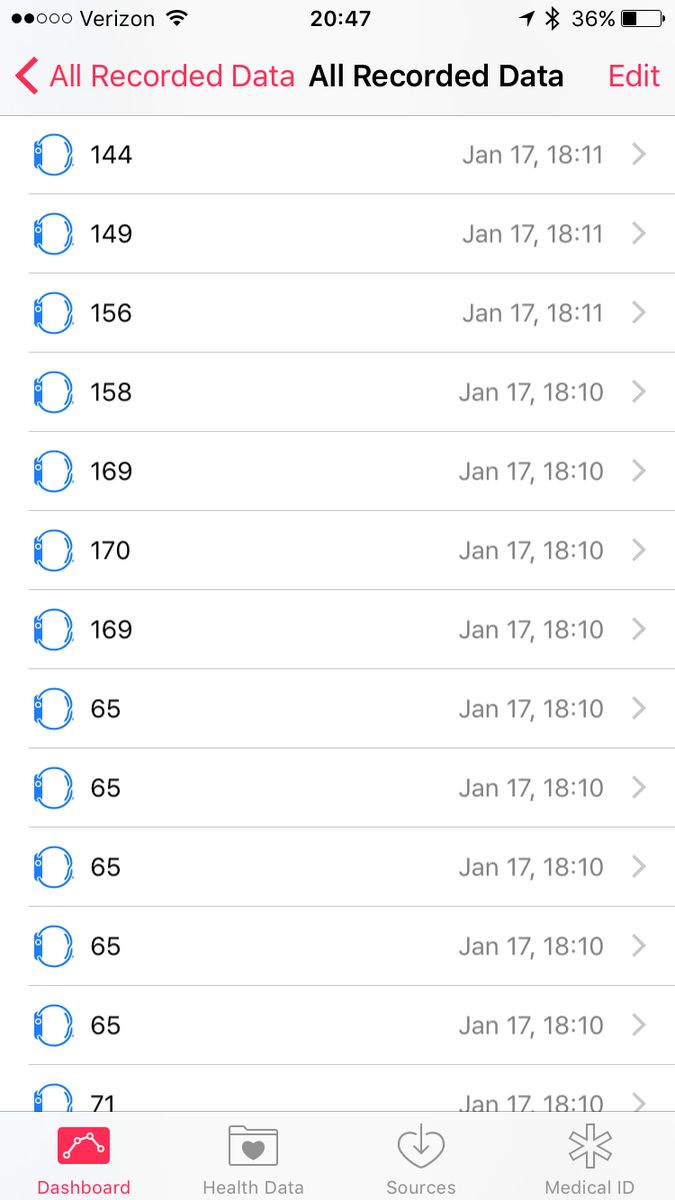 Verizon 20:47 36%
All Recorded Data All Recorded Data Edit
144 Jan 17, 18:11
149 Jan 17, 18:11
156 Jan 17, 18:11
158 Jan 17, 18:10
169 Jan 17, 18:10
170 Jan 17, 18:10
169 Jan 17, 18:10
65 Jan 17, 18:10
65 Jan 17, 18:10
65 Jan 17, 18:10
65 Jan 17, 18:10
65 Jan 17, 18:10
71 Jan 17, 18:10
Dashboard Health Data Sources Medical ID